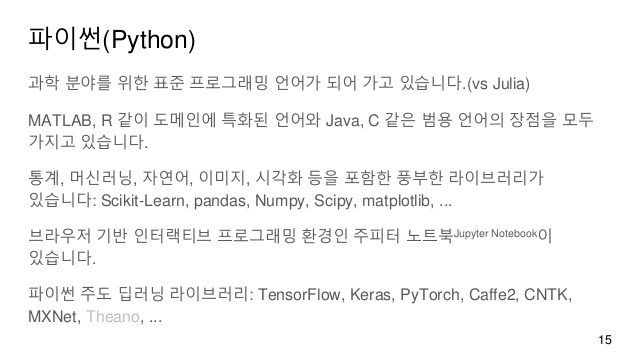 파이썬(Python)
과학 분야를 위한 표준 프로그래밍 언어가 되어 가고 있습니다.(vs Julia)
MATLAB, R 같이 도메인에 특화된 언어와 Java, C 같은 범용 언어의 장점을 모두
가지고 있습니다.
통계, 머신러닝, 자연어, 이미지, 시각화 등을 포함한 풍부한 라이브러리가
있습니다: Scikit-Learn, pandas, Numpy, Scipy, matplotlib, ...
브라우저 기반 인터랙티브 프로그래밍 환경인 주피터 노트북Jupyter Notebook이
있습니다.
파이썬 주도 딥러닝 라이브러리: TensorFlow, Keras, PyTorch, Caffe2, CNTK,
MXNet, Theano, ...
15